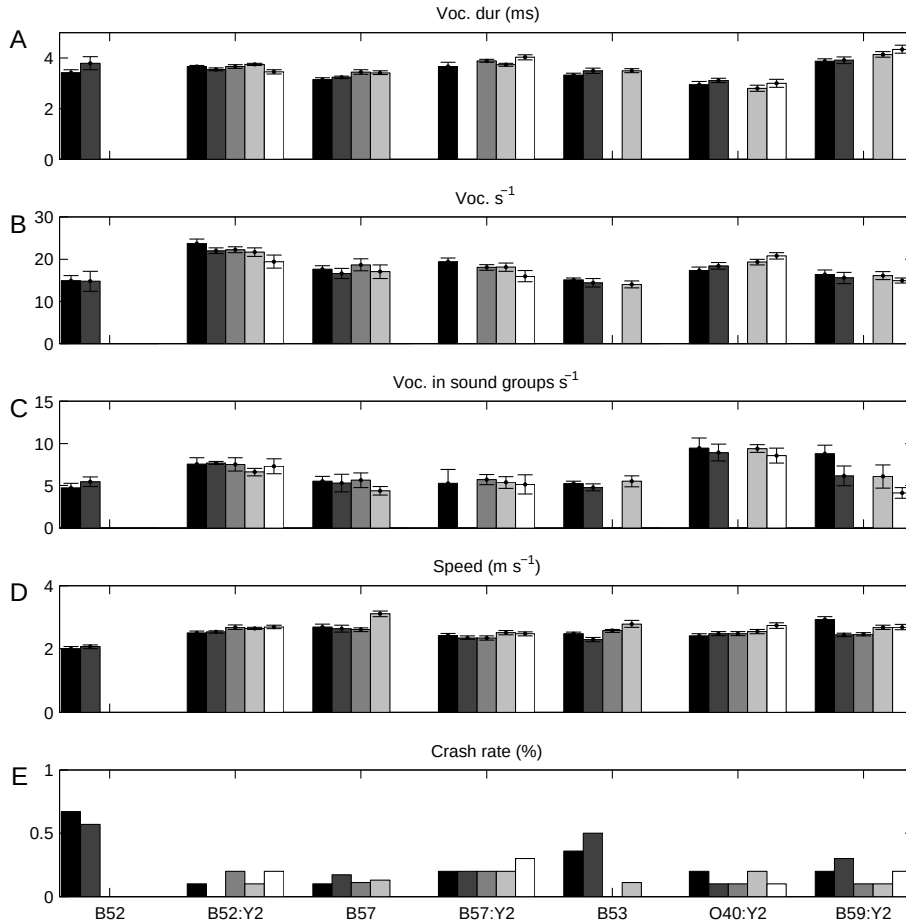 Voc. dur (ms)
A
4
2
0
Voc. s⁻¹
B
30
20
10
0
Voc. in sound groups s⁻¹
C
15
10
5
0
Speed (m s⁻¹)
D
4
2
0
Crash rate (%)
E
1
0.5
0
B52 B52:Y2 B57 B57:Y2 B53 O40:Y2 B59:Y2